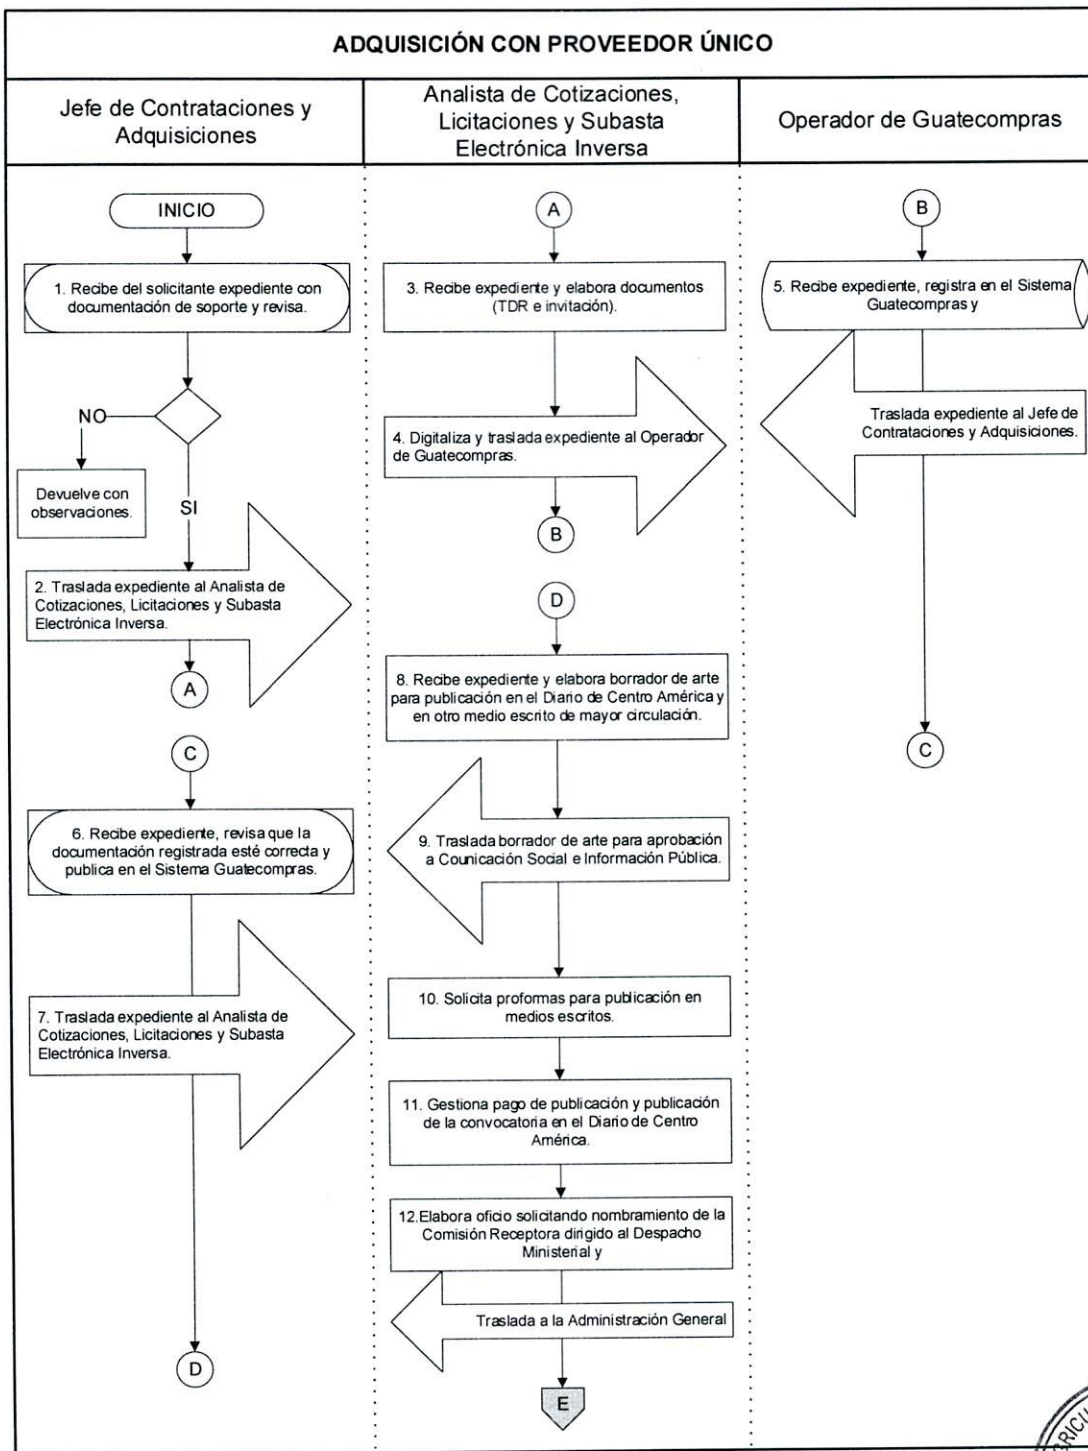 ADQUISICIÓN CON PROVEEDOR ÚNICO
Jefe de Contrataciones y
Adquisiciones
Analista de Cotizaciones,
Licitaciones y Subasta
Electrónica Inversa
Operador de Guatecompras
INICIO
1. Recibe del solicitante expediente con
documentación de soporte y revisa.
NO
Devuelve con
observaciones.
SI
2. Traslada expediente al Analista de
Cotizaciones, Licitaciones y Subasta
Electrónica Inversa.
A
C
6. Recibe expediente, revisa que la
documentación registrada esté correcta y
publica en el Sistema Guatecompras.
7. Traslada expediente al Analista de
Cotizaciones, Licitaciones y Subasta
Electrónica Inversa.
D
A
3. Recibe expediente y elabora documentos
(TDR e invitación).
4. Digitaliza y traslada expediente al Operador
de Guatecompras.
B
D
8. Recibe expediente y elabora borrador de arte
para publicación en el Diario de Centro América y
en otro medio escrito de mayor circulación.
9. Traslada borrador de arte para aprobación
a Counicación Social e Información Pública.
10. Solicita proformas para publicación en
medios escritos.
11. Gestiona pago de publicación y publicación
de la convocatoria en el Diario de Centro
América.
12.Elabora oficio solicitando nombramiento de la
Comisión Receptora dirigido al Despacho
Ministerial y
Traslada a la Administración General
E
B
5. Recibe expediente, registra en el Sistema
Guatecompras y
Traslada expediente al Jefe de
Contrataciones y Adquisiciones.
C